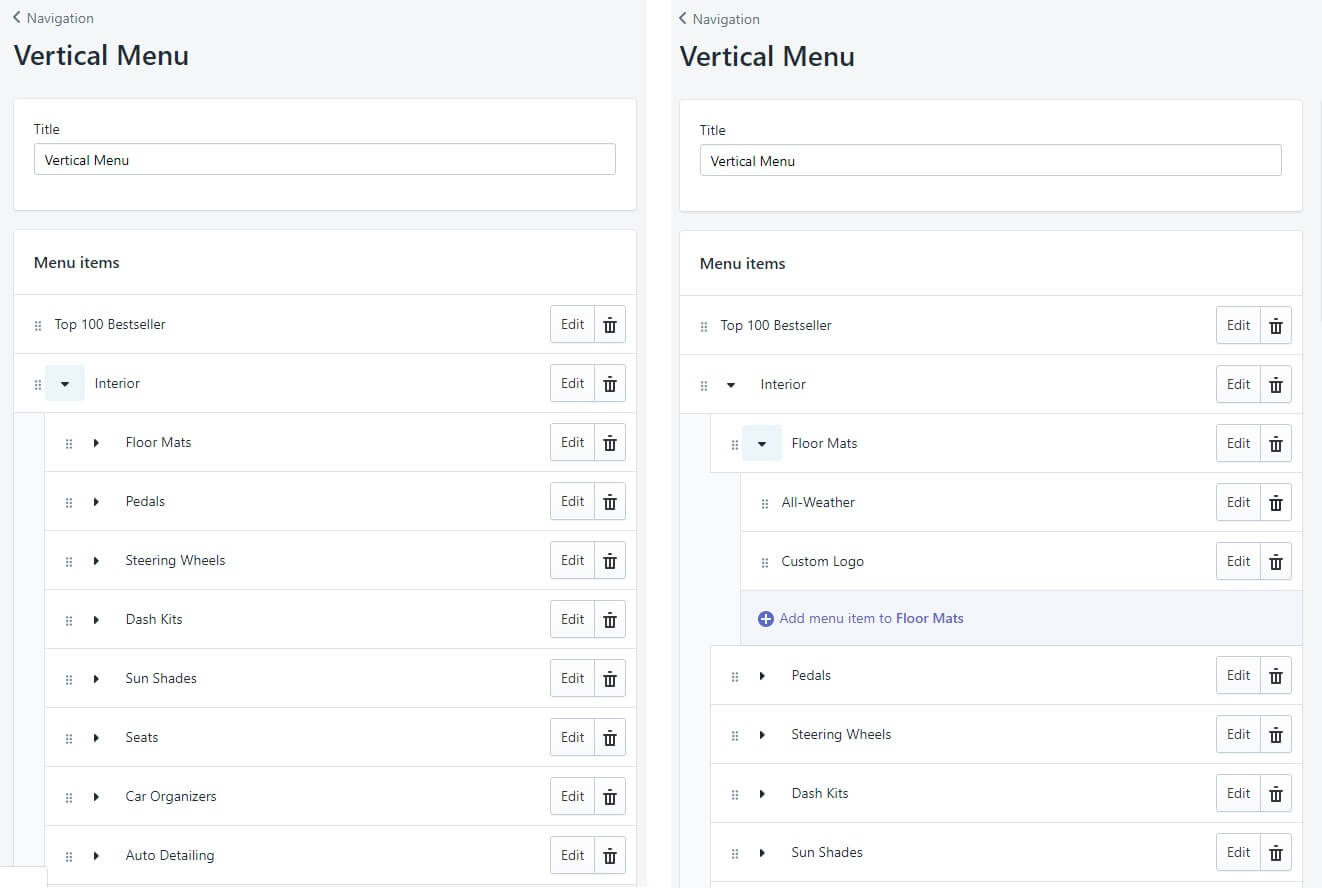 Navigation
Vertical Menu
Title
Vertical Menu
Menu items
Top 100 Bestseller Edit
Interior Edit
Floor Mats Edit
Pedals Edit
Steering Wheels Edit
Dash Kits Edit
Sun Shades Edit
Seats Edit
Car Organizers Edit
Auto Detailing Edit
Navigation
Vertical Menu
Title
Vertical Menu
Menu items
Top 100 Bestseller Edit
Interior Edit
Floor Mats Edit
All-Weather Edit
Custom Logo Edit
Add menu item to Floor Mats
Pedals Edit
Steering Wheels Edit
Dash Kits Edit
Sun Shades Edit